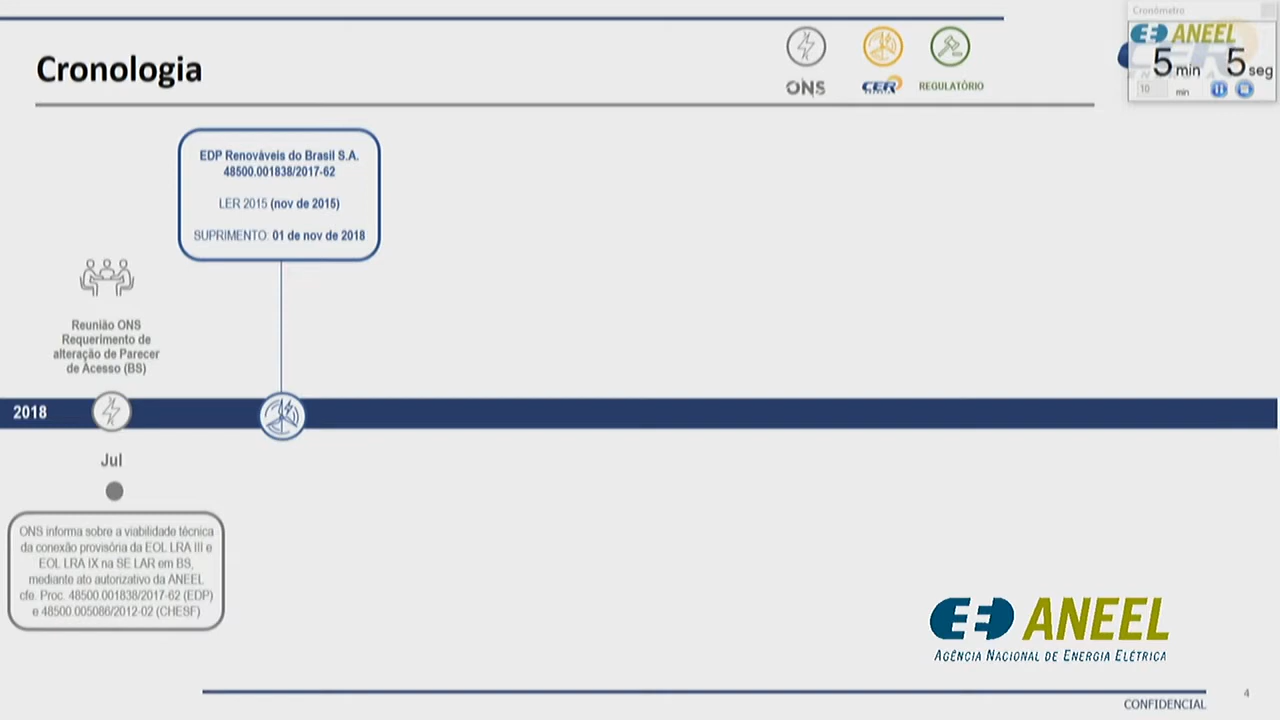 Cronologia
ONS
CER
REGULATÓRIO
Cronômetro
ANEEL
5 min 5 seg
10 min
EDP Renováveis do Brasil S.A.
48500.001838/2017-62
LER 2015 (nov de 2015)
SUPRIMENTO: 01 de nov de 2018
Reunião ONS
Requerimento de
alteração de Parecer
de Acesso (BS)
2018
Jul
ONS informa sobre a viabilidade técnica
da conexão provisória da EOL LRA III e
EOL LRA IX na SE LAR em BS,
mediante ato autorizativo da ANEEL
cfe. Proc. 48500.001838/2017-62 (EDP)
e 48500.005086/2012-02 (CHESF)
ANEEL
AGÊNCIA NACIONAL DE ENERGIA ELÉTRICA
CONFIDENCIAL
4